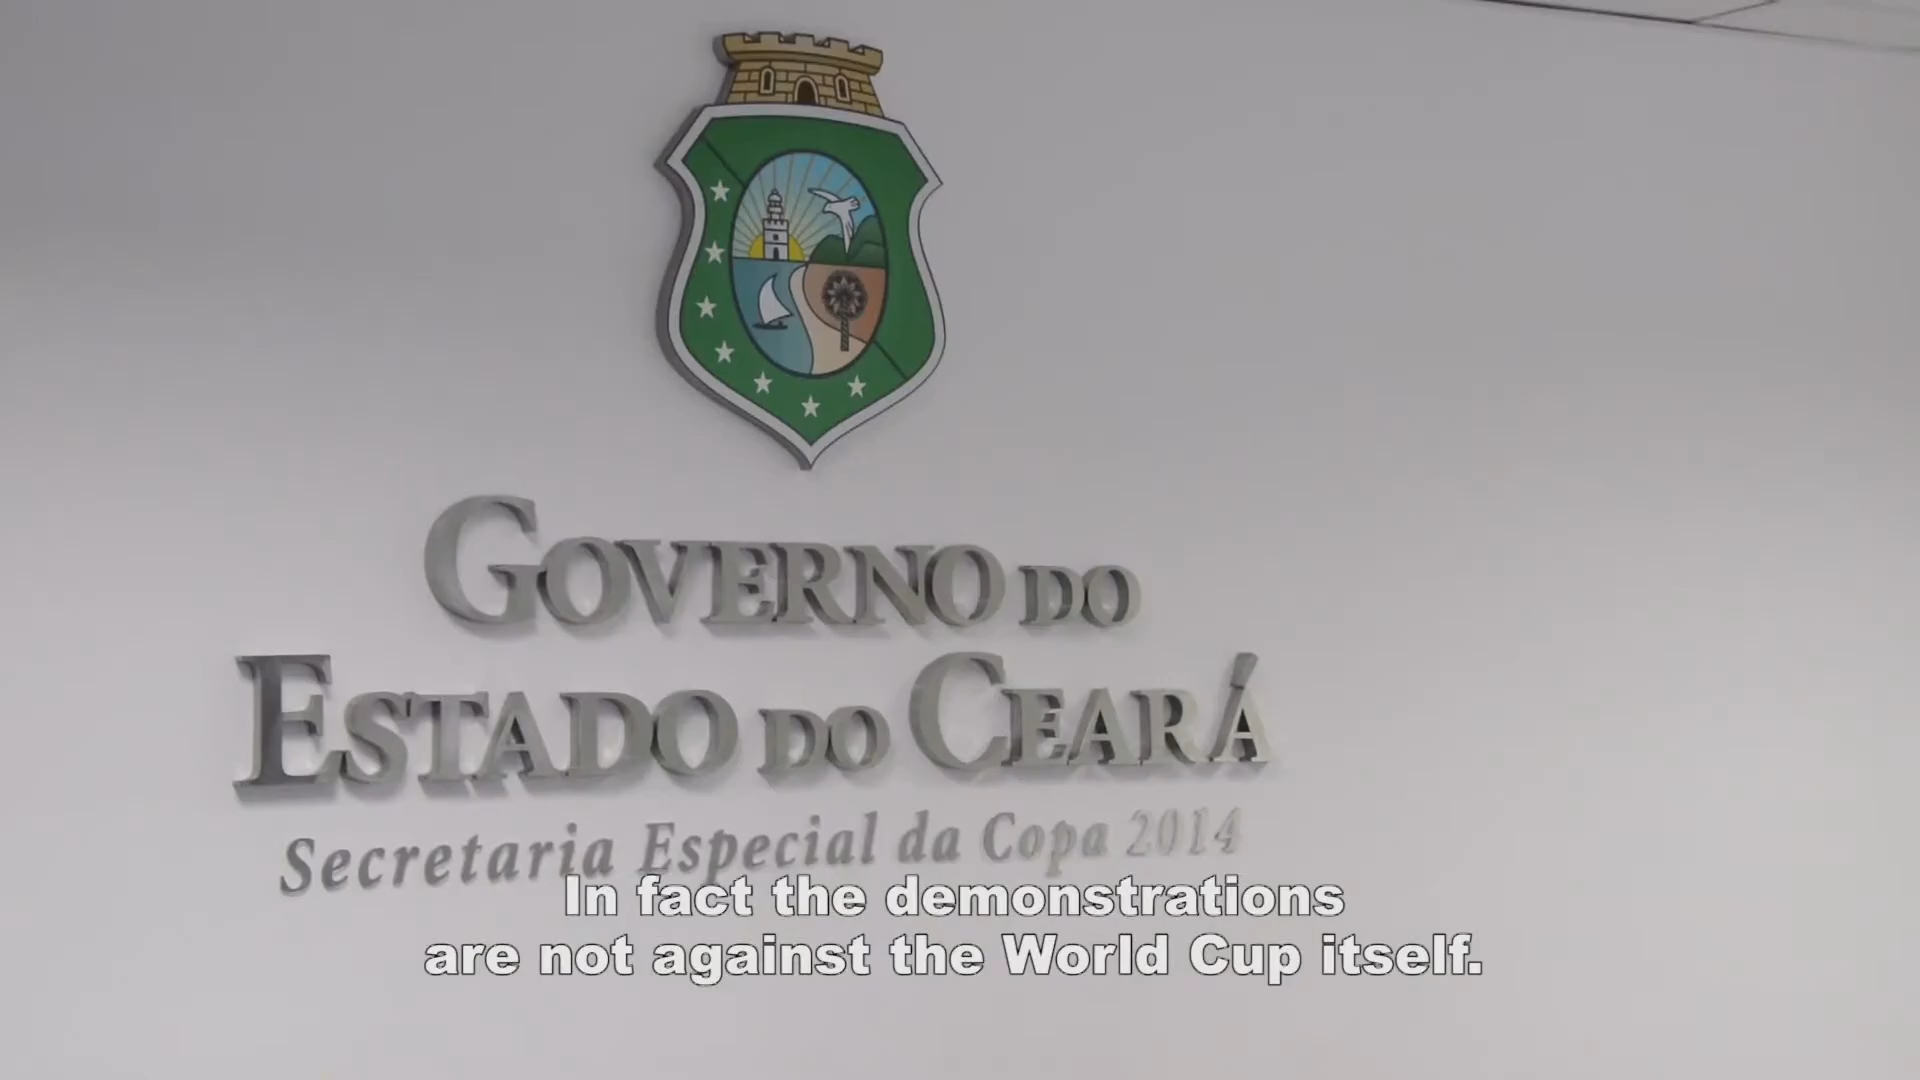 GOVERNO DO
ESTADO DO CEARÁ
Secretaria Especial da Copa 2014
In fact the demonstrations
are not against the World Cup itself.